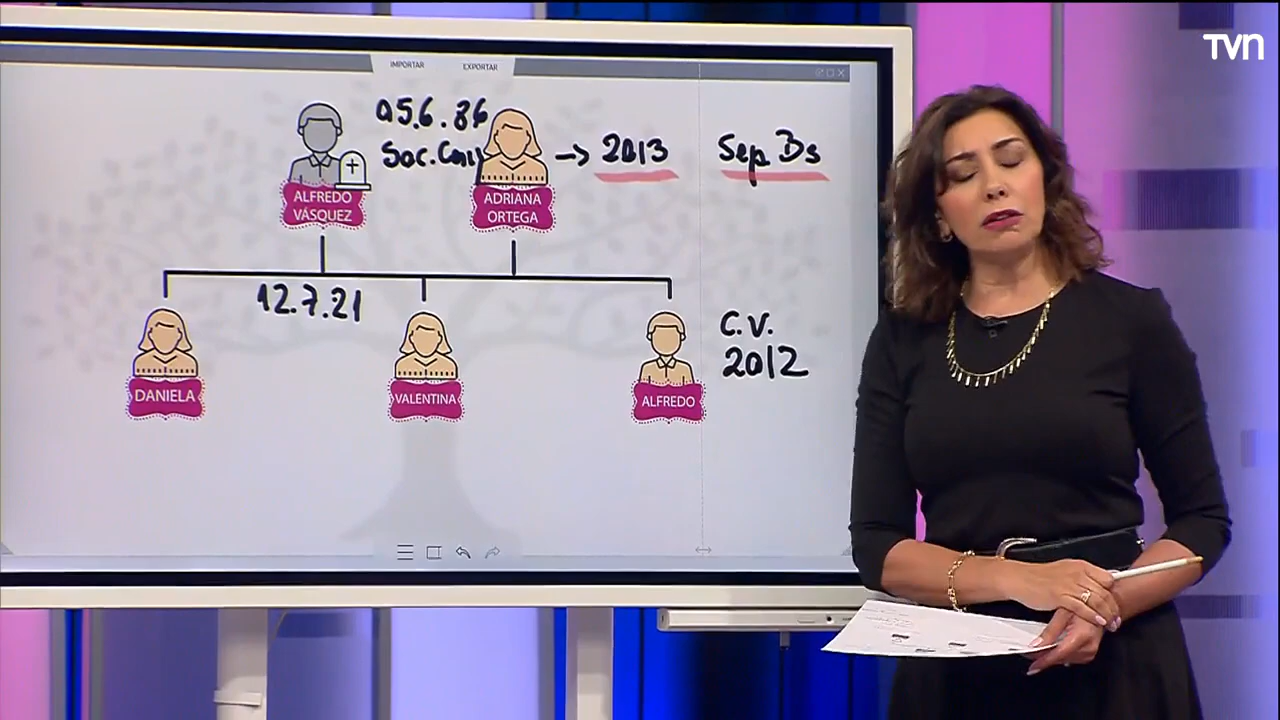 TVN
IMPORTAR
EXPORTAR
05.6.86
Soc. Cony
→ 2013
Sep Bs
ALFREDO
VÁSQUEZ
ADRIANA
ORTEGA
12.7.21
C.V.
2012
DANIELA
VALENTINA
ALFREDO